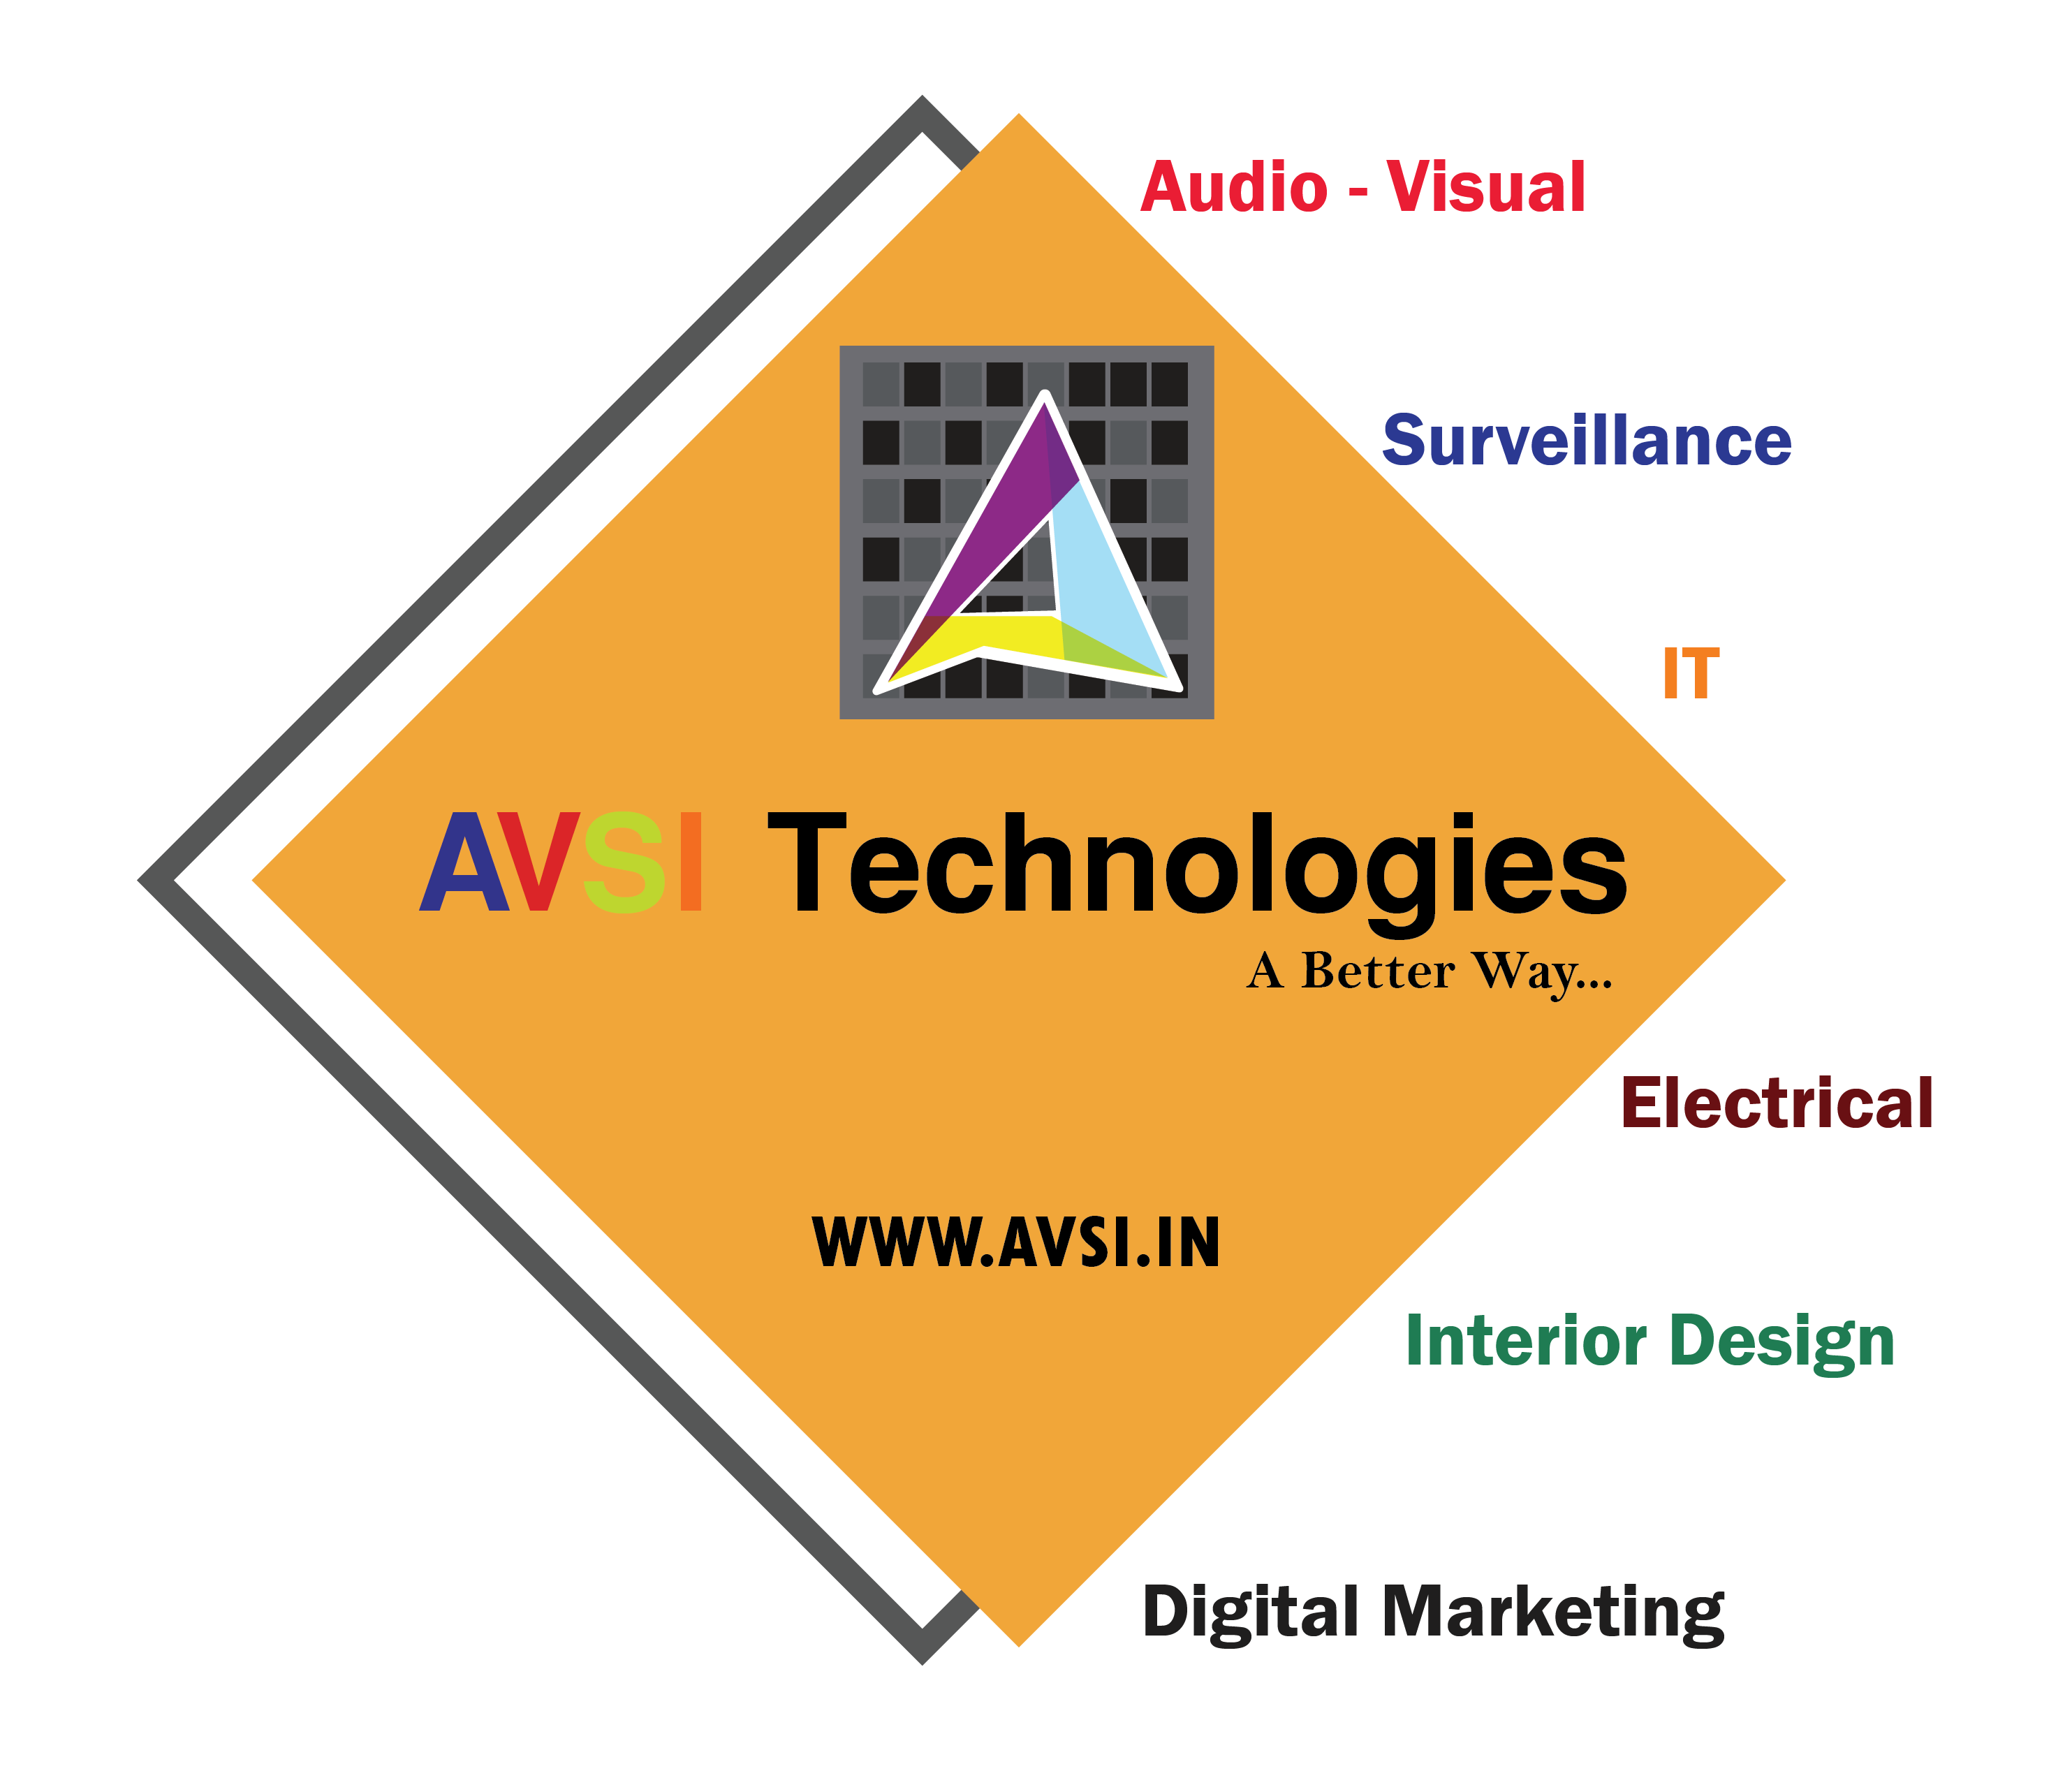 Audio - Visual
Surveillance
IT
AVSI Technologies
A Better Way...
Electrical
WWW.AVSI.IN
Interior Design
Digital Marketing